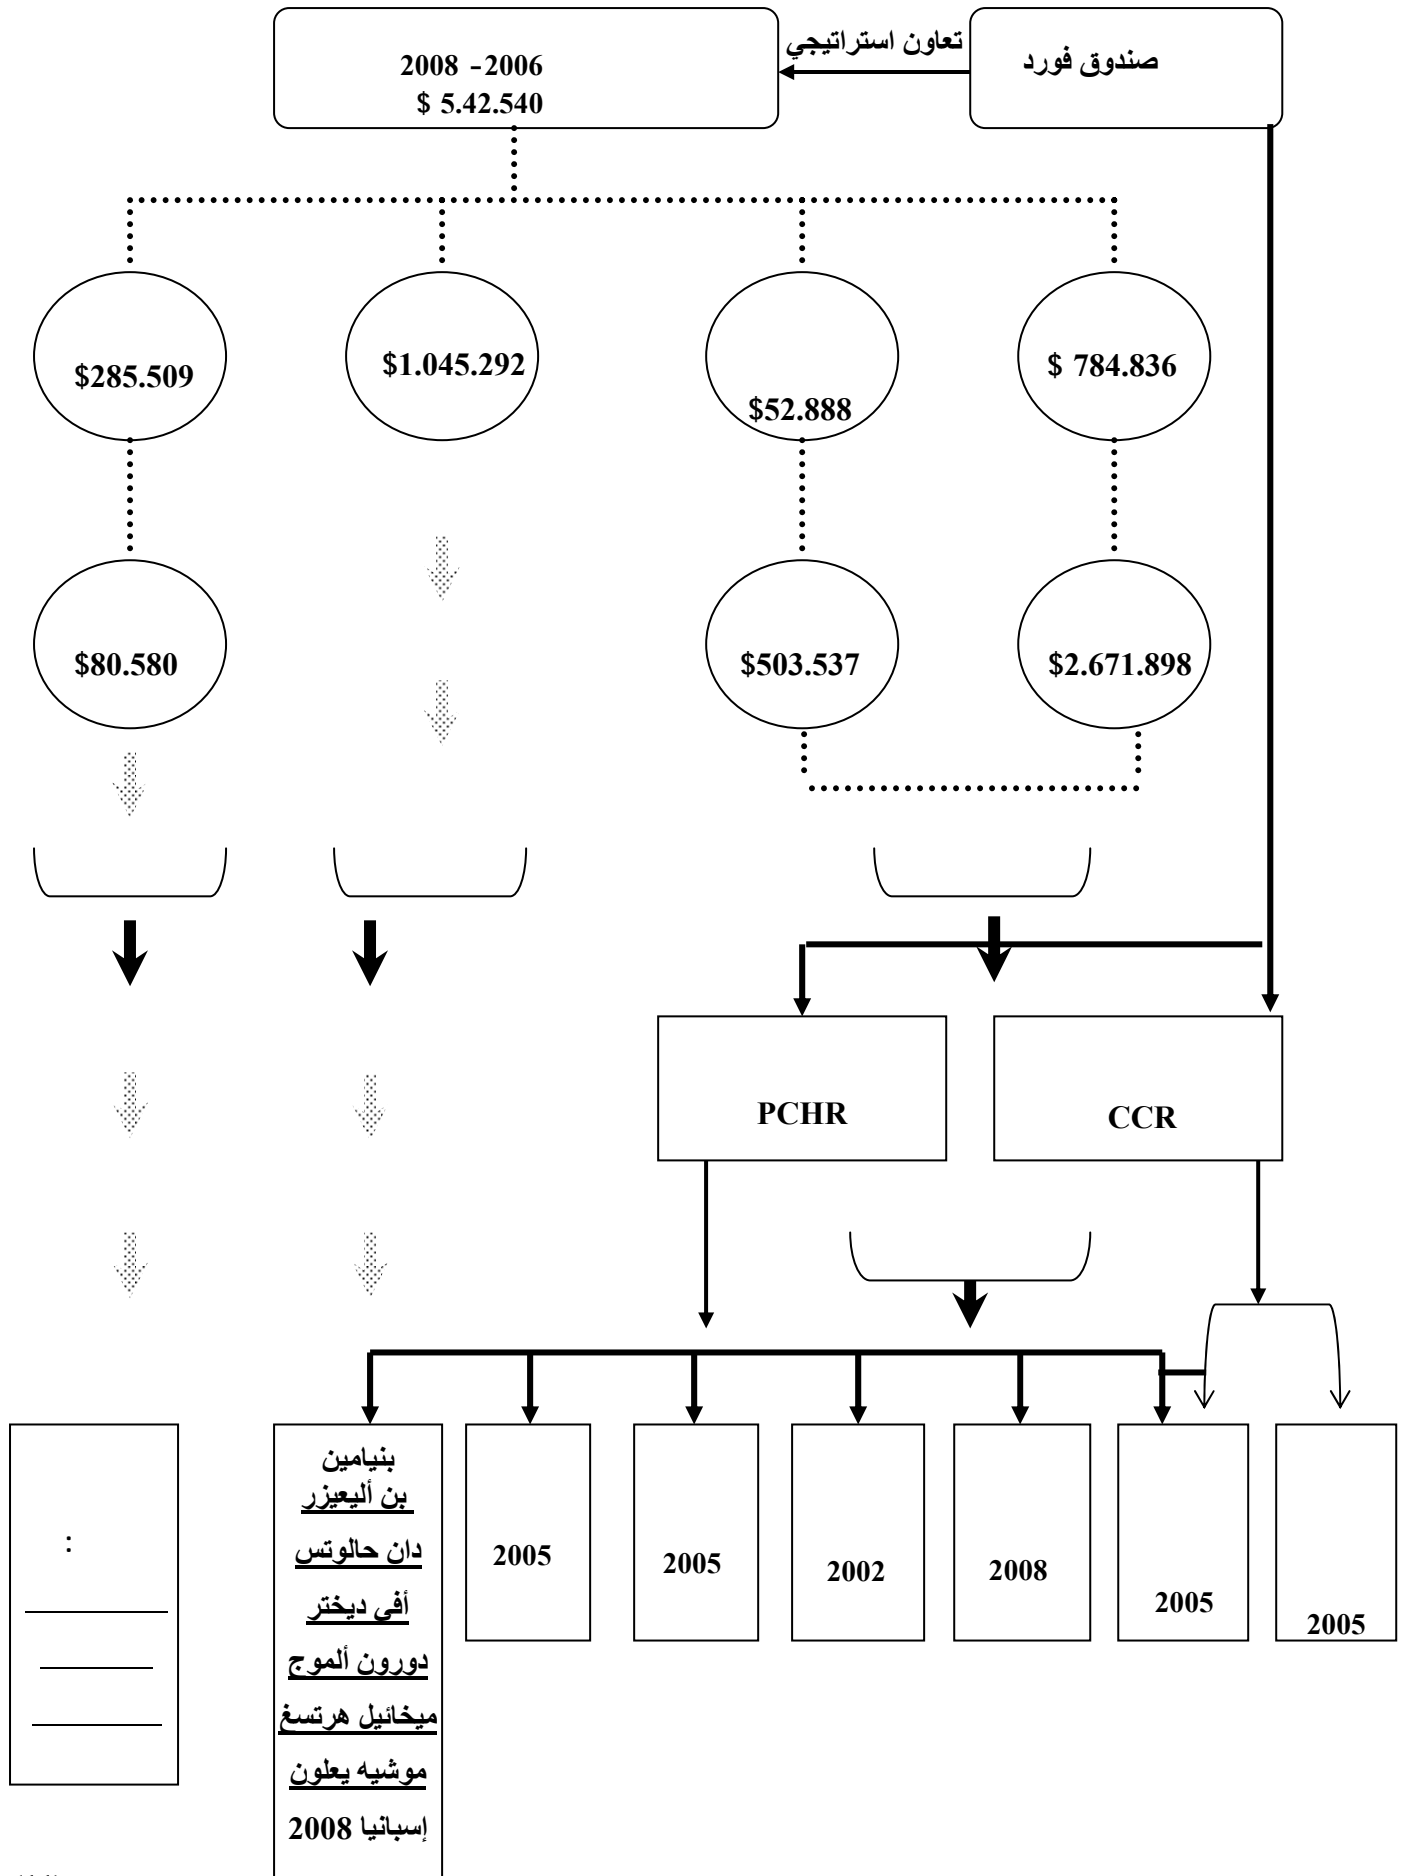 صندوق فورد
تعاون استراتيجي
2006 - 2008
$ 5.42.540
$ 784.836
$52.888
$1.045.292
$285.509
$2.671.898
$503.537
$80.580
CCR
PCHR
2005
2005
2008
2002
2005
2005
بنيامين
بن أليعيزر
دان حالوتس
أفي ديختر
دورون ألموج
ميخائيل هرتسغ
موشيه يعلون
إسبانيا 2008
: